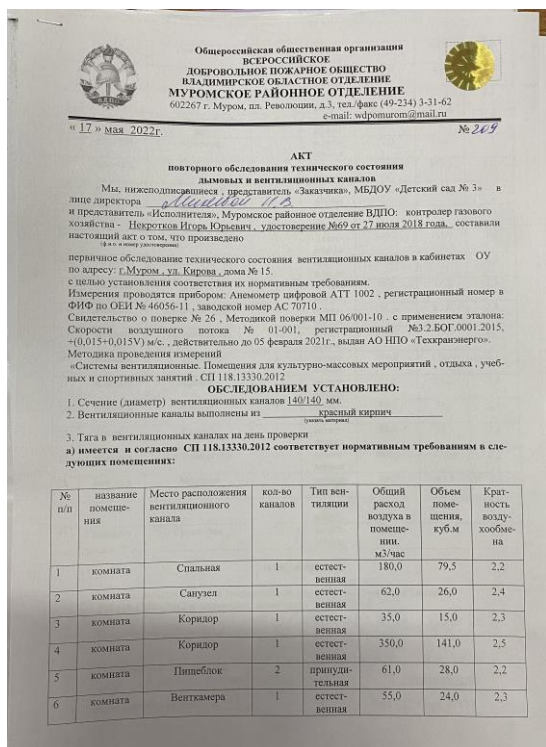 Общероссийская общественная организация
ВСЕРОССИЙСКОЕ
ДОБРОВОЛЬНОЕ ПОЖАРНОЕ ОБЩЕСТВО
ВЛАДИМИРСКОЕ ОБЛАСТНОЕ ОТДЕЛЕНИЕ
МУРОМСКОЕ РАЙОННОЕ ОТДЕЛЕНИЕ
602267 г. Муром, пл. Революции, д.3, тел./факс (49-234) 3-31-62
e-mail: wdpomurom@mail.ru
« 17 » мая 2022г. № 209
АКТ
повторного обследования технического состояния
дымовых и вентиляционных каналов
Мы, нижеподписавшиеся , представитель «Заказчика», МБДОУ «Детский сад № 3» в
лице директора
и представитель «Исполнителя», Муромское районное отделение ВДПО: контролер газового
хозяйства - Некротков Игорь Юрьевич , удостоверение №69 от 27 июля 2018 года, составили
настоящий акт о том, что произведено
(ф.и.о. и номер удостоверения)
первичное обследование технического состояния вентиляционных каналов в кабинетах ОУ
по адресу: г.Муром , ул. Кирова , дома № 15.
с целью установления соответствия их нормативным требованиям.
Измерения проводятся прибором: Анемометр цифровой АТТ 1002 , регистрационный номер в
ФИФ по ОЕИ № 46056-11 , заводской номер АС 70710 .
Свидетельство о поверке № 26 , Методикой поверки МП 06/001-10 . с применением эталона:
Скорости воздушного потока № 01-001, регистрационный №3.2.БОГ.0001.2015,
+(0,015+0,015V) м/с. , действительно до 05 февраля 2021г., выдан АО НПО «Техкранэнерго».
Методика проведения измерений
«Системы вентиляционные. Помещения для культурно-массовых мероприятий , отдыха , учеб-
ных и спортивных занятий . СП 118.13330.2012
ОБСЛЕДОВАНИЕМ УСТАНОВЛЕНО:
1. Сечение (диаметр) вентиляционных каналов 140/140 мм.
2. Вентиляционные каналы выполнены из красный кирпич
(указать материал)
3. Тяга в вентиляционных каналах на день проверки
а) имеется и согласно СП 118.13330.2012 соответствует нормативным требованиям в сле-
дующих помещениях:
№ п/п название помеще-ния Место расположения вентиляционного канала кол-во каналов Тип вен-тиляции Общий расход воздуха в помеще-нии. м3/час Объем поме-щения, куб.м Крат-ность возду-хообме-на
1 комната Спальная 1 естест-венная 180,0 79,5 2,2
2 комната Санузел 1 естест-венная 62,0 26,0 2,4
3 комната Коридор 1 естест-венная 35,0 15,0 2,3
4 комната Коридор 1 естест-венная 350,0 141,0 2,5
5 комната Пищеблок 2 принуди-тельная 61,0 28,0 2,2
6 комната Венткамера 1 естест-венная 55,0 24,0 2,3